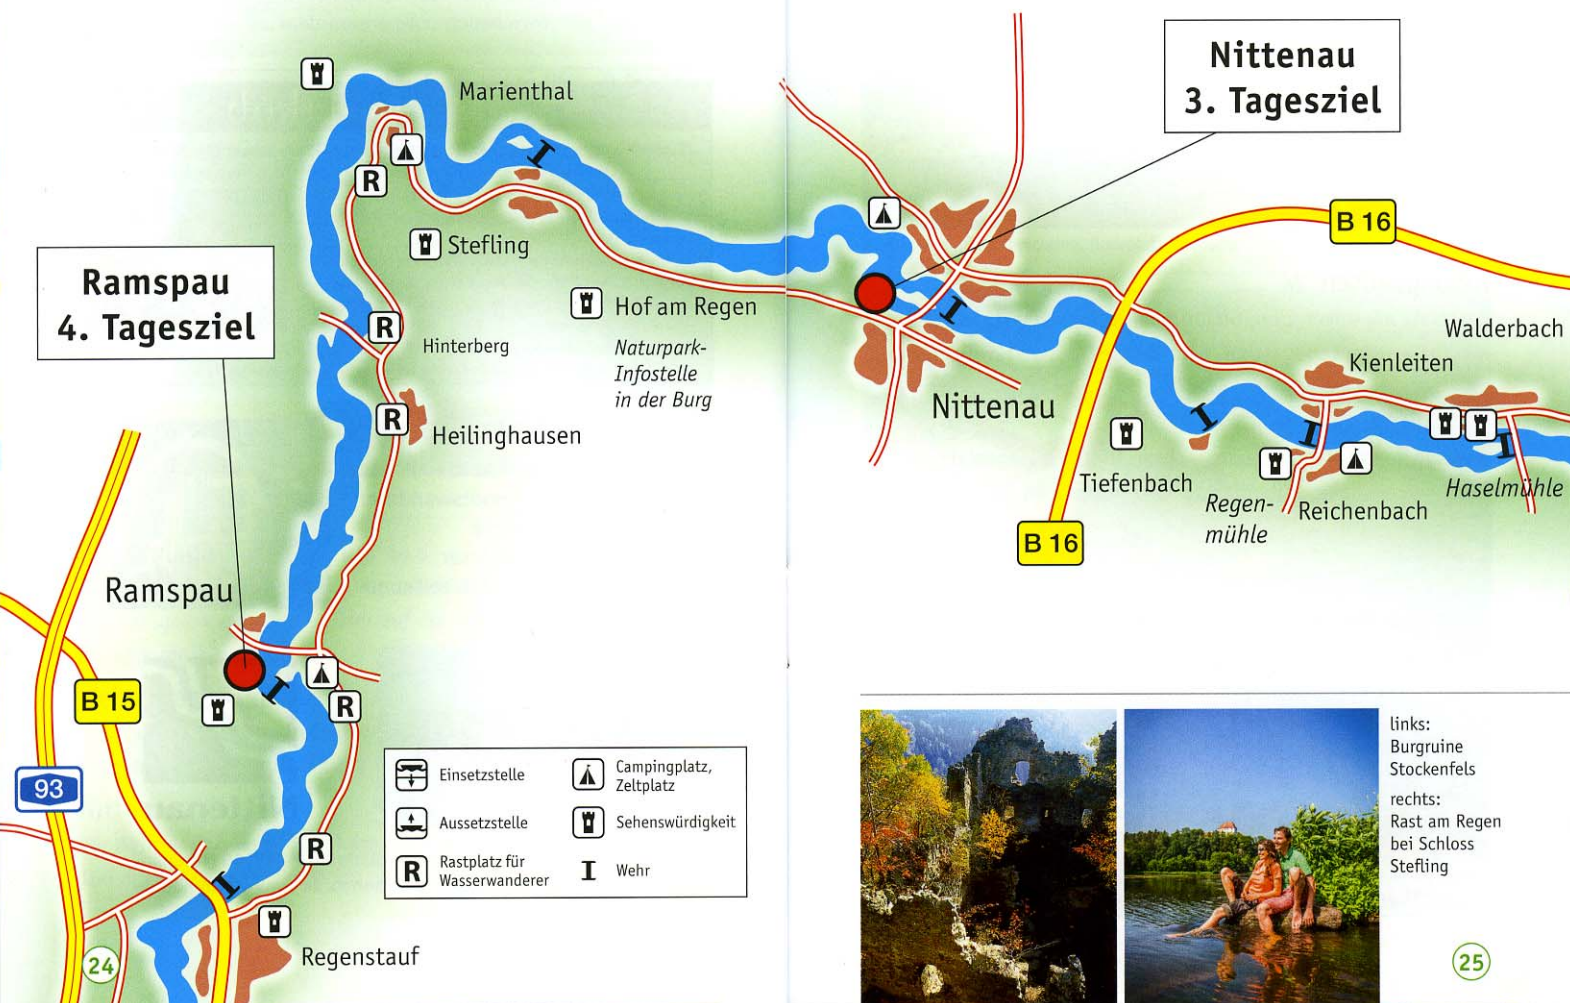 Marienthal
Stefling
Hof am Regen
Naturpark-
Infostelle
in der Burg
Ramspau
4. Tagesziel
R
R
Hinterberg
R
Heilinghausen
Ramspau
R
B 15
93
R
Regenstauf
24
Einsetzstelle
Aussetzstelle
R
Rastplatz für
Wasserwanderer
Campingplatz,
Zeltplatz
Sehenswürdigkeit
Wehr
Nittenau
3. Tagesziel
B 16
Walderbach
Kienleiten
Nittenau
Tiefenbach
Regen-
mühle
Reichenbach
Haselmühle
B 16
links:
Burgruine
Stockenfels
rechts:
Rast am Regen
bei Schloss
Stefling
25